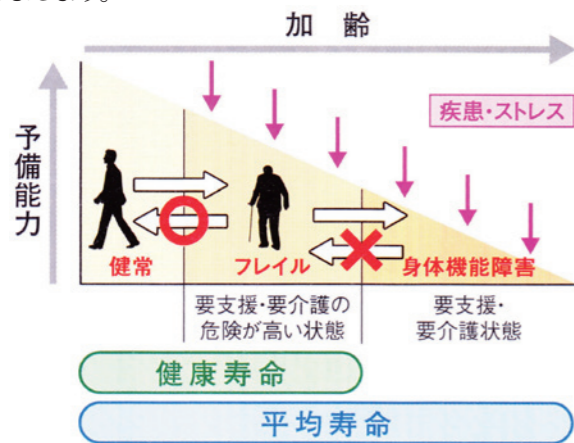 加 齢
予備能力
疾患・ストレス
健常
フレイル
身体機能障害
要支援・要介護の
危険が高い状態
要支援・
要介護状態
健康寿命
平均寿命